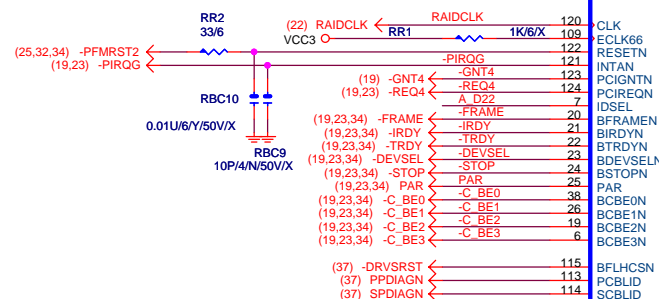 RR2
33/6
(22) RAIDCLK RAIDCLK 120 CLK
VCC3 RR1 1K/6/X 109 ECLK66
(25,32,34) -PFMRST2 122 RESETN
(19,23) -PIRQG -PIRQG 121 INTAN
(19) -GNT4 -GNT4 123 PCIGNTN
(19,23) -REQ4 -REQ4 124 PCIREQN
A_D22 7 IDSEL
RBC10
0.01U/6/Y/50V/X
RBC9
10P/4/N/50V/X
(19,23,34) -FRAME -FRAME 20 BFRAMEN
(19,23,34) -IRDY -IRDY 21 BIRDYN
(19,23,34) -TRDY -TRDY 22 BTRDYN
(19,23,34) -DEVSEL -DEVSEL 23 BDEVSELN
(19,23,34) -STOP -STOP 24 BSTOPN
(19,23,34) PAR PAR 25 PAR
(19,23,34) -C_BE0 -C_BE0 38 BCBE0N
(19,23,34) -C_BE1 -C_BE1 26 BCBE1N
(19,23,34) -C_BE2 -C_BE2 19 BCBE2N
(19,23,34) -C_BE3 -C_BE3 6 BCBE3N
(37) -DRVSRST 115 BFLHCSN
(37) PPDIAGN 113 PCBLID
(37) SPDIAGN 114 SCBLID